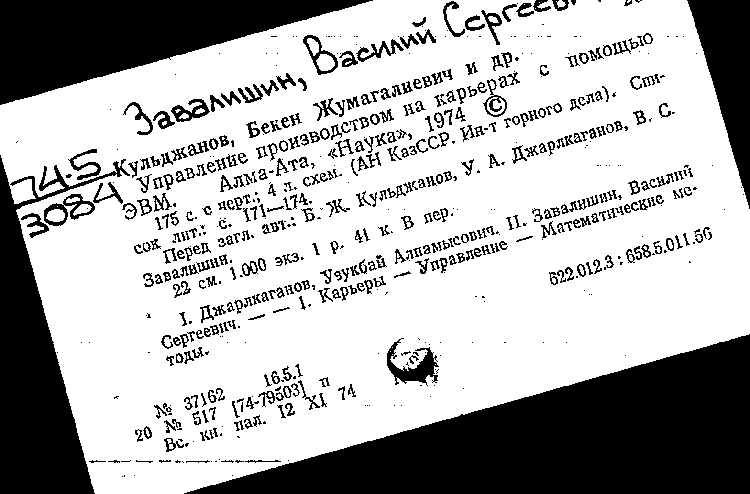 Завалишин, Василий Сергееви
74-5
3084
Кульджанов, Бекен Жумагалиевич и др.
Управление производством на карьерах с помощью
ЭВМ. Алма-Ата, «Наука», 1974 ©
175 с. с черт.; 4 л. схем. (АН КазССР. Ин-т горного дела). Спи-
сок лит.: с. 171—174.
Перед загл. авт.: Б. Ж. Кульджанов, У. А. Джарлкаганов, В. С.
Завалишин.
22 см. 1.000 экз. 1 р. 41 к. В пер.
I. Джарлкаганов, Узукбай Алпамысович. II. Завалишин, Василий
Сергеевич. — — 1. Карьеры — Управление — Математические ме-
тоды.
622.012.3 : 658.5.011.56
№ 37162 16.5.1
20 № 517 [74-79503] п
Вс. кн. пал. 12 XI 74